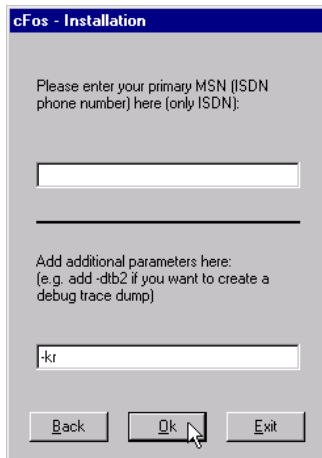 cFos - Installation
Please enter your primary MSN (ISDN
phone number) here (only ISDN):
Add additional parameters here:
(e.g. add -dtb2 if you want to create a
debug trace dump)
-kr
Back Ok Exit